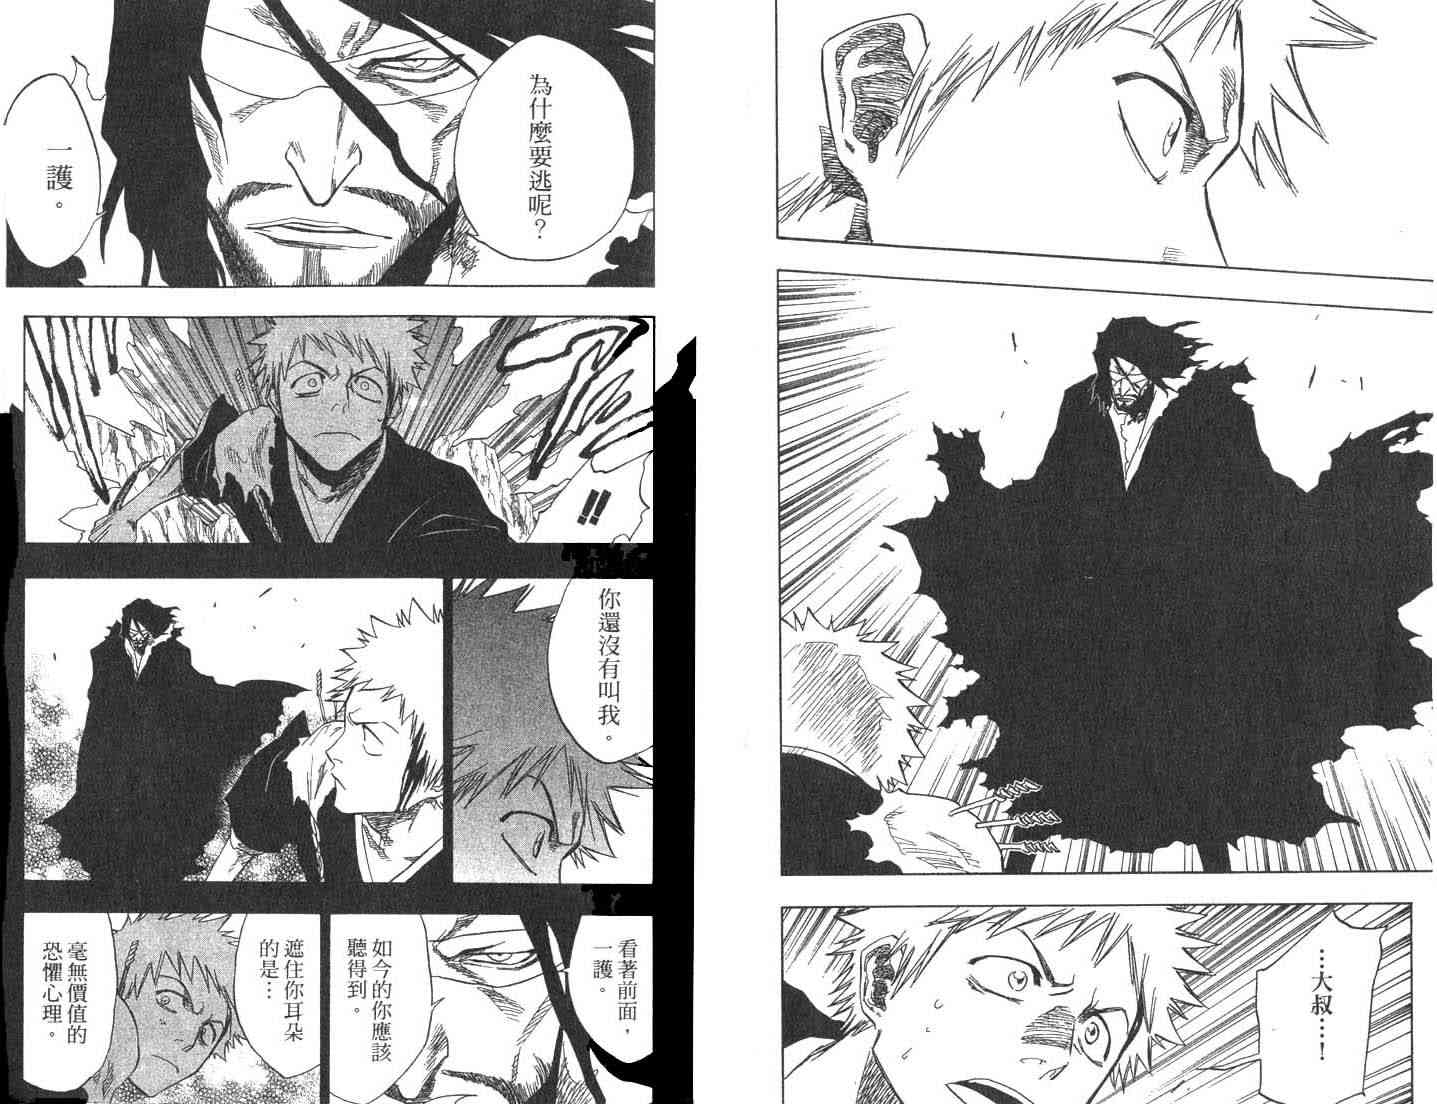 …大叔…!
為什麼要逃呢?
一護。
!!
你還沒有叫我。
看著前面，
一護。
如今的你應該
聽得到。
遮住你耳朵
的是…
毫無價值的
恐懼心理。